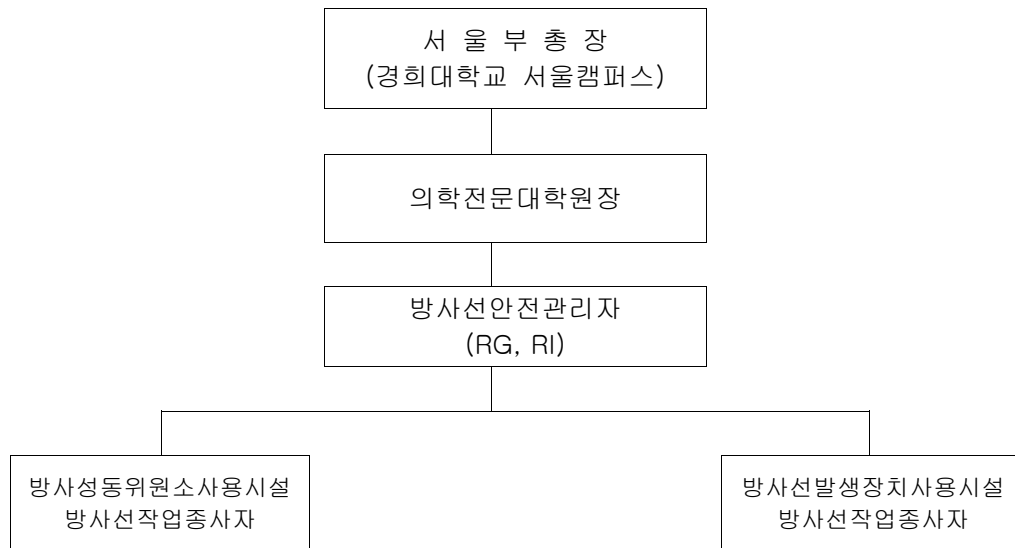 서 울 부 총 장
(경희대학교 서울캠퍼스)
의학전문대학원장
방사선안전관리자
(RG, RI)
방사성동위원소사용시설
방사선작업종사자
방사선발생장치사용시설
방사선작업종사자